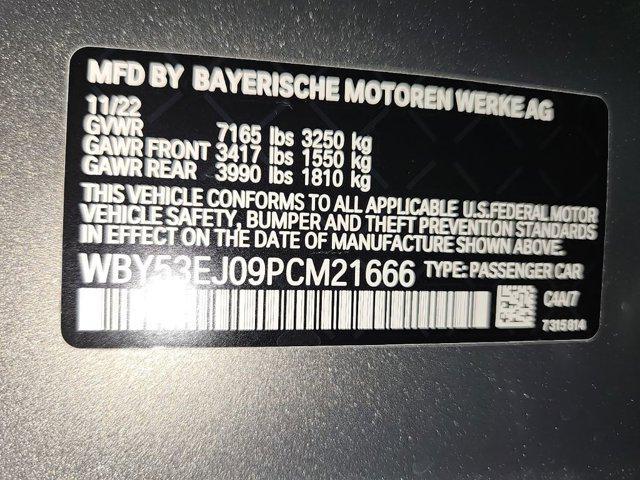 MFD BY BAYERISCHE MOTOREN WERKE AG
11/22
GVWR 7165 lbs 3250 kg
GAWR FRONT 3417 lbs 1550 kg
GAWR REAR 3990 lbs 1810 kg
THIS VEHICLE CONFORMS TO ALL APPLICABLE U.S.FEDERAL MOTOR
VEHICLE SAFETY, BUMPER AND THEFT PREVENTION STANDARDS
IN EFFECT ON THE DATE OF MANUFACTURE SHOWN ABOVE.
WBY53EJ09PCM21666 TYPE: PASSENGER CAR
C4A/7
7315814